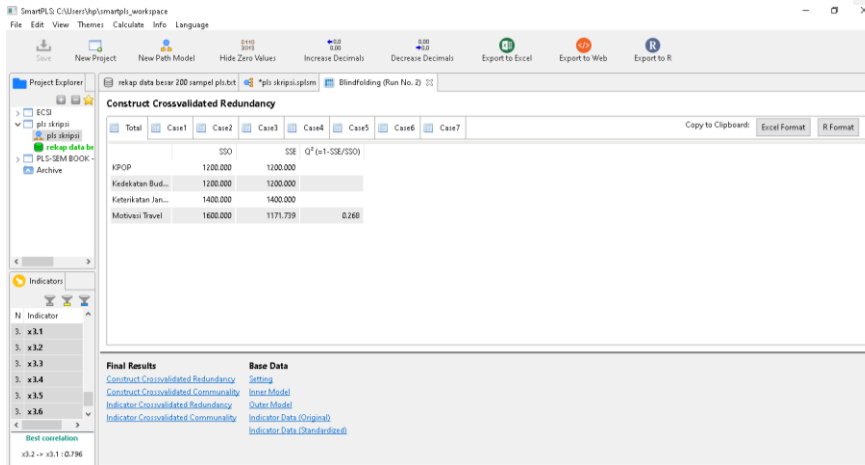 SmartPLS: C:\Users\hp\smartpls_workspace
File Edit View Themes Calculate Info Language
Save New Project New Path Model Hide Zero Values Increase Decimals Decrease Decimals Export to Excel Export to Web Export to R
Project Explorer
rekap data besar 200 sampel pls.txt *pls skripsi.splsm Blindfolding (Run No. 2)
ECSI
pls skripsi
pls skripsi
rekap data be
PLS-SEM BOOK -
Archive
Construct Crossvalidated Redundancy
Total Case1 Case2 Case3 Case4 Case5 Case6 Case7
Copy to Clipboard: Excel Format R Format
SSO SSE Q² (=1-SSE/SSO)
KPOP 1200.000 1200.000
Kedekatan Bud... 1200.000 1200.000
Keterikatan Jan... 1400.000 1400.000
Motivasi Travel 1600.000 1171.739 0.268
Indicators
N Indicator
3. x3.1
3. x3.2
3. x3.3
3. x3.4
3. x3.5
3. x3.6
Best correlation
x3.2 -> x3.1 : 0.796
Final Results Base Data
Construct Crossvalidated Redundancy Setting
Construct Crossvalidated Communality Inner Model
Indicator Crossvalidated Redundancy Outer Model
Indicator Crossvalidated Communality Indicator Data (Original)
Indicator Data (Standardized)